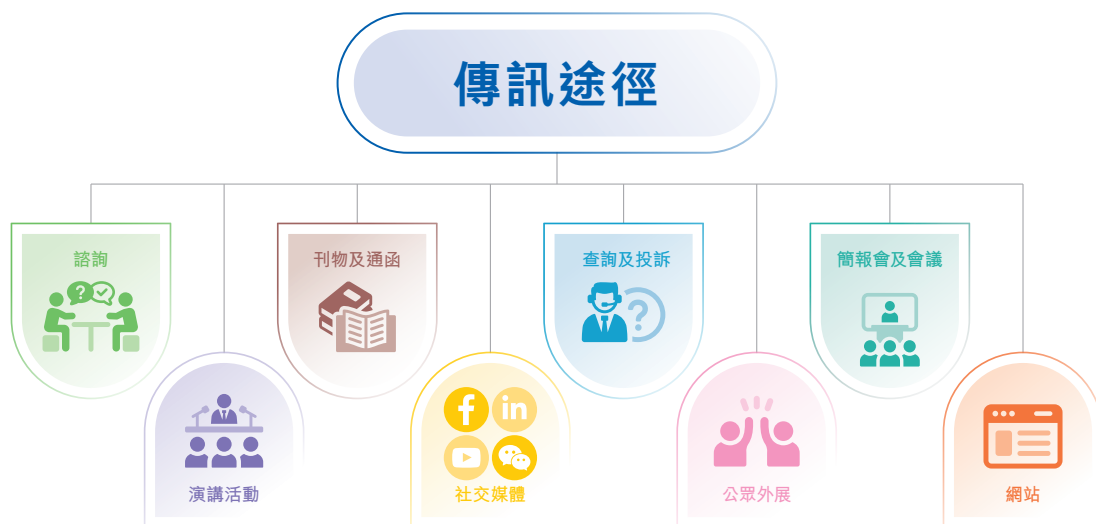 傳訊途徑
諮詢
刊物及通函
查詢及投訴
簡報會及會議
演講活動
社交媒體
公眾外展
網站